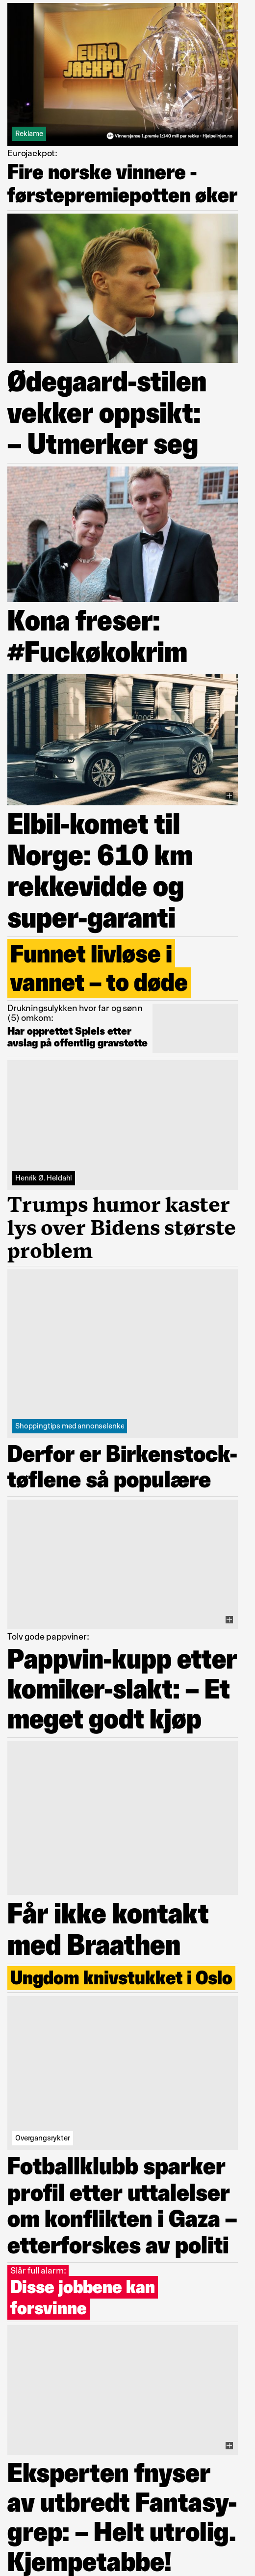 EURO
JACKPOT
Reklame
Vinnersjanse 1.premie 1:140 mill per rekke - Hjelpelinjen.no
Eurojackpot:
Fire norske vinnere -
førstepremiepotten øker
Ødegaard-stilen
vekker oppsikt:
– Utmerker seg
Kona freser:
#Fuckøkokrim
Elbil-komet til
Norge: 610 km
rekkevidde og
super-garanti
Funnet livløse i
vannet – to døde
Drukningsulykken hvor far og sønn
(5) omkom:
Har opprettet Spleis etter
avslag på offentlig gravstøtte
Henrik Ø. Heldahl
Trumps humor kaster
lys over Bidens største
problem
Shoppingtips med annonselenke
Derfor er Birkenstock-
tøflene så populære
Tolv gode pappviner:
Pappvin-kupp etter
komiker-slakt: – Et
meget godt kjøp
Får ikke kontakt
med Braathen
Ungdom knivstukket i Oslo
Overgangsrykter
Fotballklubb sparker
profil etter uttalelser
om konflikten i Gaza –
etterforskes av politi
Slår full alarm:
Disse jobbene kan
forsvinne
Eksperten fnyser
av utbredt Fantasy-
grep: – Helt utrolig.
Kjempetabbe!